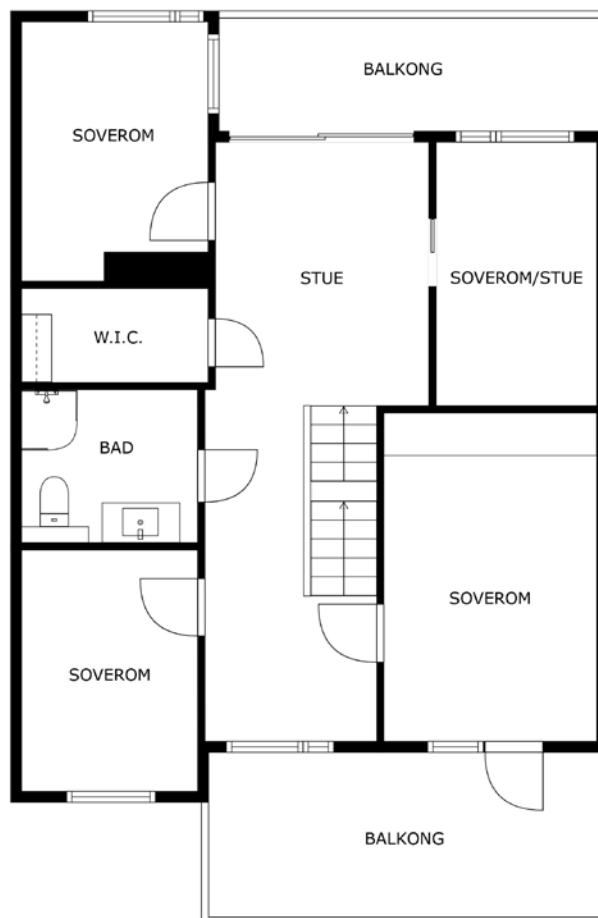 BALKONG
SOVEROM
STUE
SOVEROM/STUE
W.I.C.
BAD
SOVEROM
SOVEROM
BALKONG